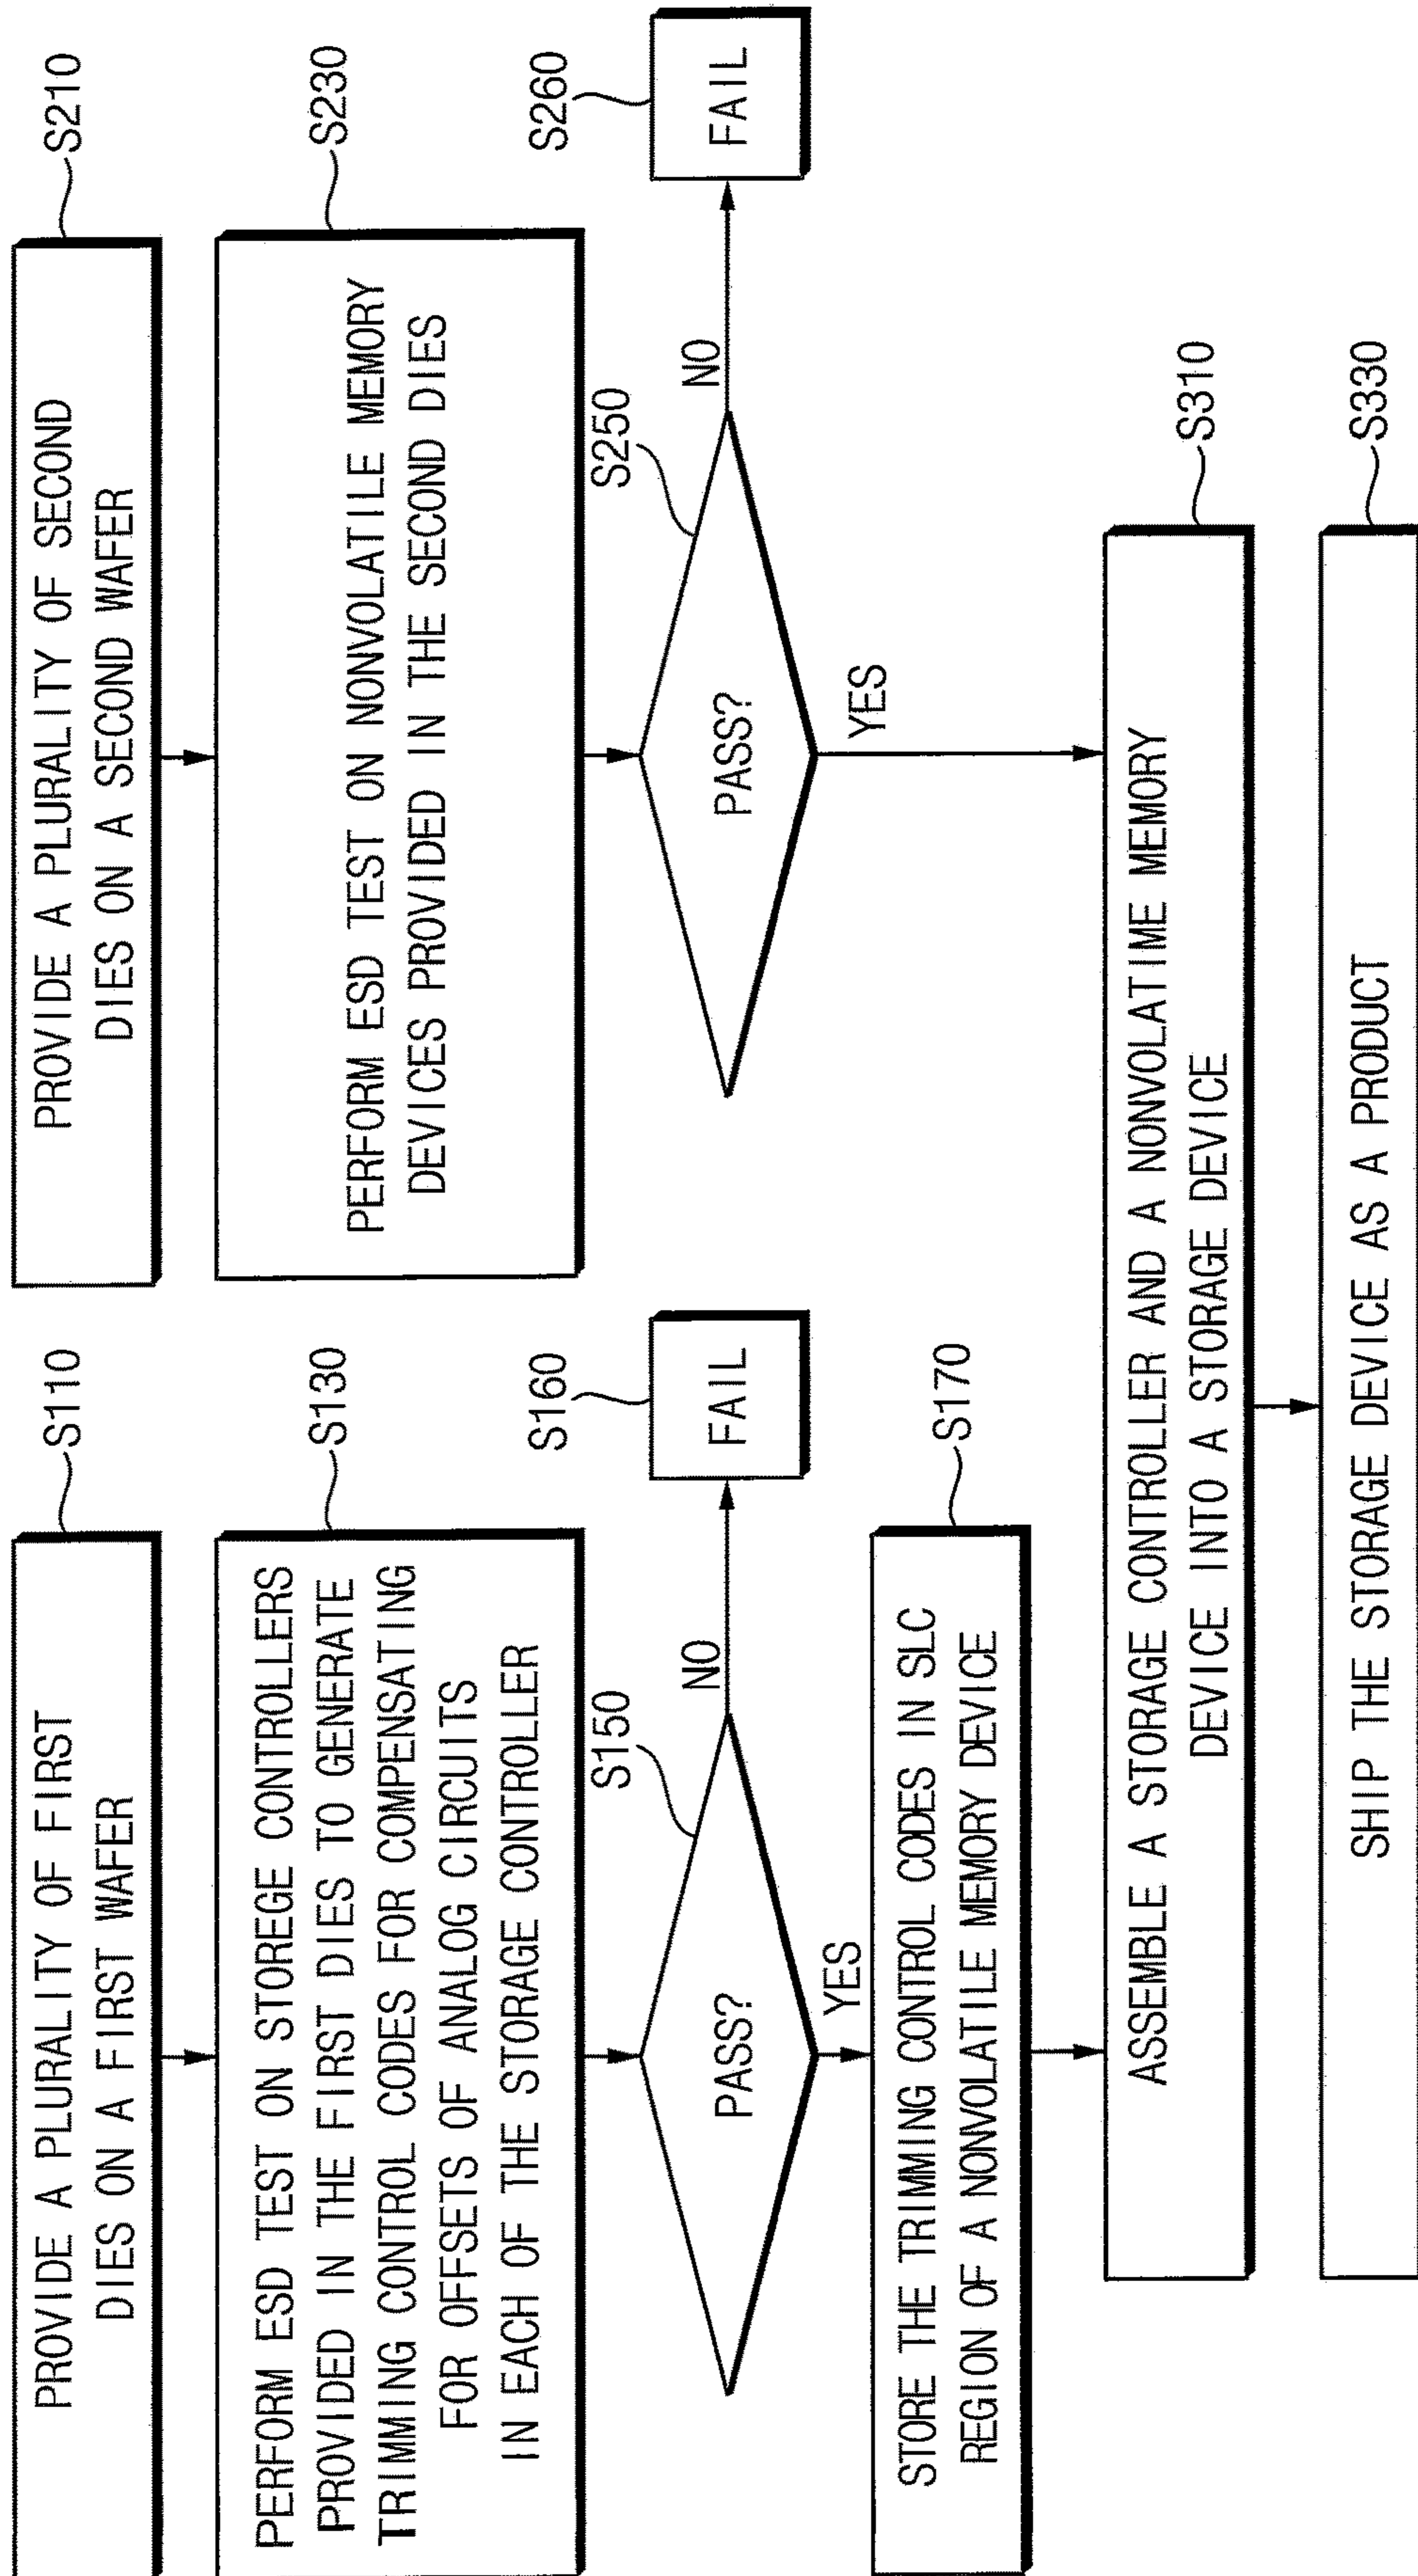 PROVIDE A PLURALITY OF FIRST
DIES ON A FIRST WAFER
S110
PERFORM ESD TEST ON STOREGE CONTROLLERS
PROVIDED IN THE FIRST DIES TO GENERATE
TRIMMING CONTROL CODES FOR COMPENSATING
FOR OFFSETS OF ANALOG CIRCUITS
IN EACH OF THE STORAGE CONTROLLER
S130
PASS?
S150
NO
FAIL
S160
YES
STORE THE TRIMMING CONTROL CODES IN SLC
REGION OF A NONVOLATILE MEMORY DEVICE
S170
PROVIDE A PLURALITY OF SECOND
DIES ON A SECOND WAFER
S210
PERFORM ESD TEST ON NONVOLATILE MEMORY
DEVICES PROVIDED IN THE SECOND DIES
S230
PASS?
S250
NO
FAIL
S260
YES
ASSEMBLE A STORAGE CONTROLLER AND A NONVOLATIME MEMORY
DEVICE INTO A STORAGE DEVICE
S310
SHIP THE STORAGE DEVICE AS A PRODUCT
S330